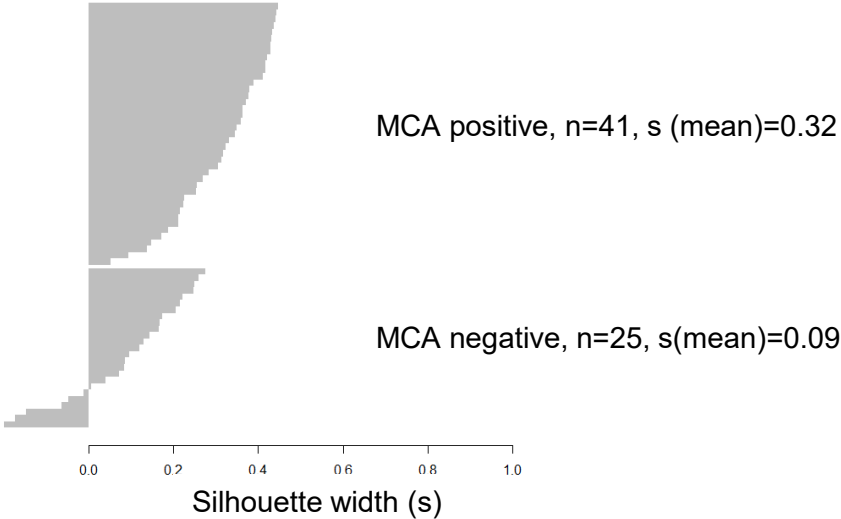 MCA positive, n=41, s (mean)=0.32
MCA negative, n=25, s(mean)=0.09
0.0 0.2 0.4 0.6 0.8 1.0
Silhouette width (s)